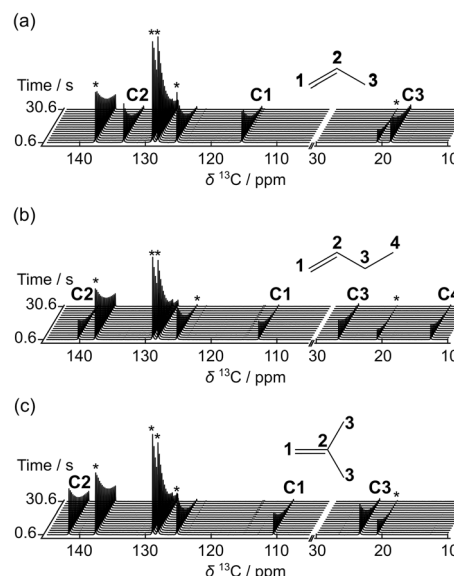 (a)
** 2
1 3
Time / s * C2 * C1 * C3
30.6
0.6
140 130 120 110 30 20 10
δ ¹³C / ppm
(b)
** 2 4
1 3
Time / s C2 * * C1 C3 * C4
30.6
0.6
140 130 120 110 30 20 10
δ ¹³C / ppm
(c)
* * 3
1 2
3
Time / s C2 * * C1 C3 *
30.6
0.6
140 130 120 110 30 20 10
δ ¹³C / ppm